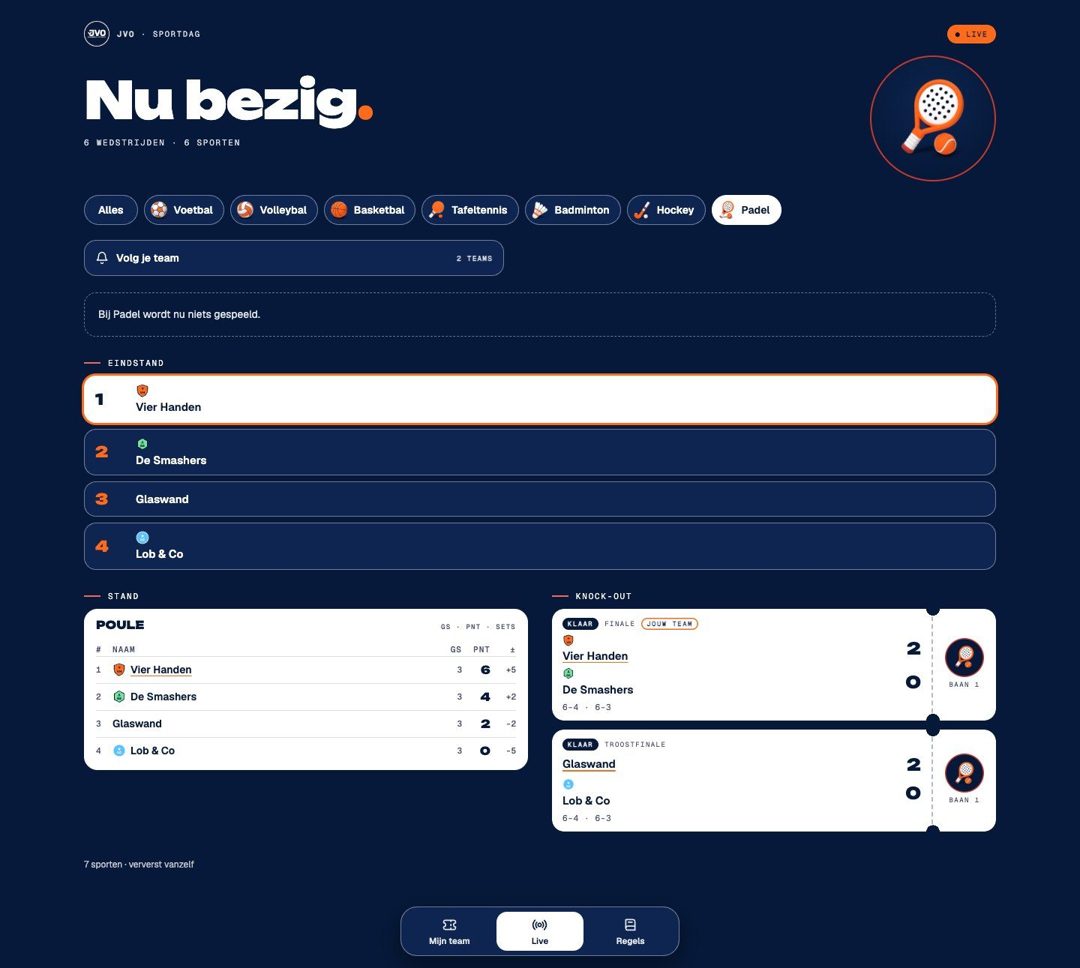 JVO JVO · SPORTDAG
● LIVE
Nu bezig.
6 WEDSTRIJDEN · 6 SPORTEN
Alles Voetbal Volleybal Basketbal Tafeltennis Badminton Hockey Padel
Volg je team 2 TEAMS
Bij Padel wordt nu niets gespeeld.
EINDSTAND
1 Vier Handen
2 De Smashers
3 Glaswand
4 Lob & Co
STAND
POULE GS · PNT · SETS
# NAAM GS PNT ±
1 Vier Handen 3 6 +5
2 De Smashers 3 4 +2
3 Glaswand 3 2 -2
4 Lob & Co 3 0 -5
KNOCK-OUT
KLAAR FINALE JOUW TEAM
Vier Handen 2
De Smashers 0
6-4 · 6-3
BAAN 1
KLAAR TROOSTFINALE
Glaswand 2
Lob & Co 0
6-4 · 6-3
BAAN 1
7 sporten · ververst vanzelf
Mijn team Live Regels